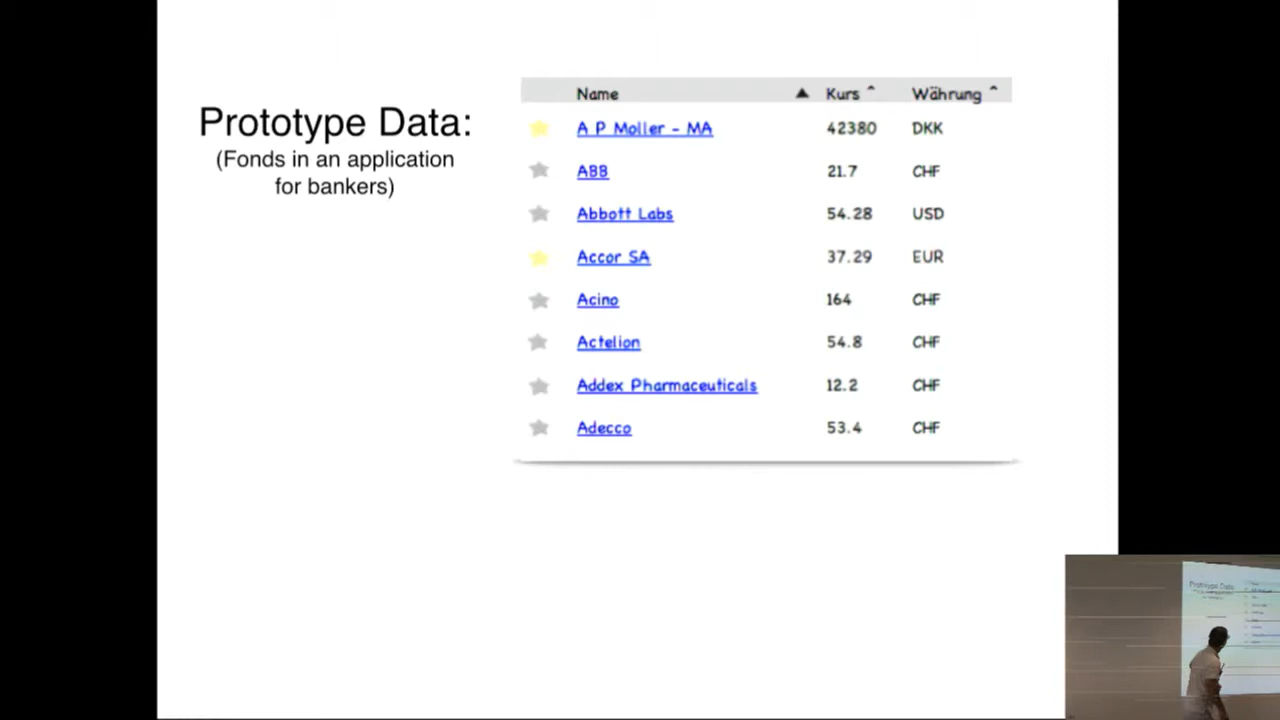 Prototype Data:
(Fonds in an application
for bankers)
Name ▲ Kurs ^ Währung ^
A P Moller - MA 42380 DKK
ABB 21.7 CHF
Abbott Labs 54.28 USD
Accor SA 37.29 EUR
Acino 164 CHF
Actelion 54.8 CHF
Addex Pharmaceuticals 12.2 CHF
Adecco 53.4 CHF
Prototype Data: